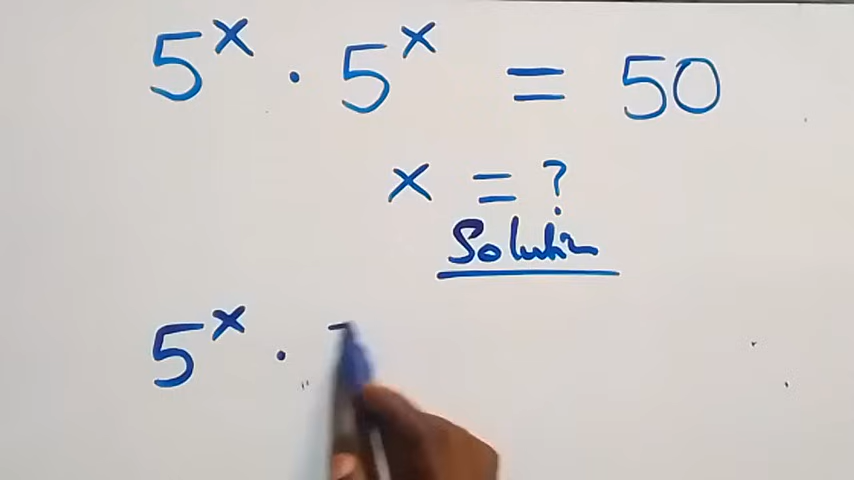 5^x · 5^x = 50
x = ?
Solution
5^x ·